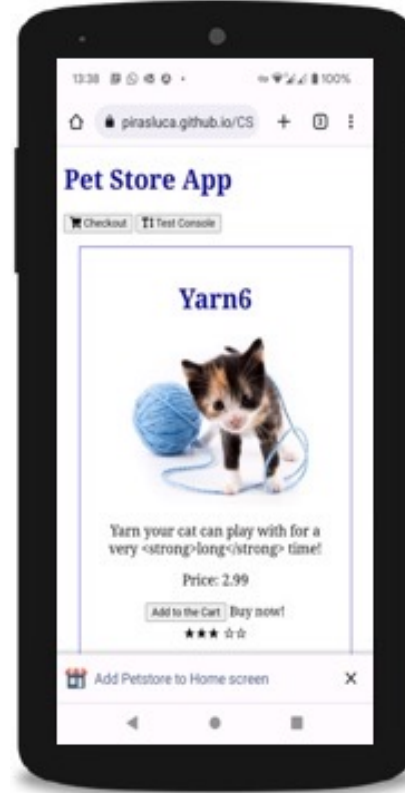 13:38 100%
pirasluca.github.io/CS 3
Pet Store App
Checkout Test Console
Yarn6
Yarn your cat can play with for a
very <strong>long</strong> time!
Price: 2.99
Add to the Cart Buy now!
Add Petstore to Home screen